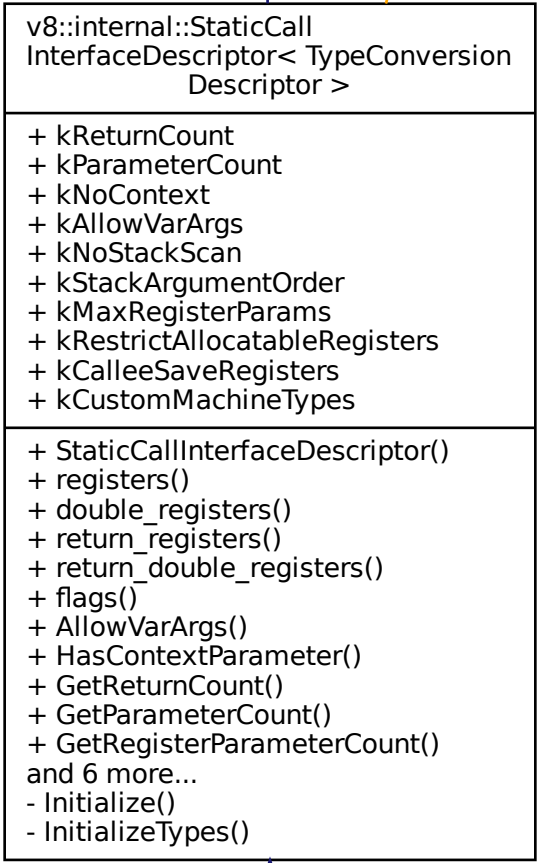 v8::internal::StaticCall
InterfaceDescriptor< TypeConversion
Descriptor >
+ kReturnCount
+ kParameterCount
+ kNoContext
+ kAllowVarArgs
+ kNoStackScan
+ kStackArgumentOrder
+ kMaxRegisterParams
+ kRestrictAllocatableRegisters
+ kCalleeSaveRegisters
+ kCustomMachineTypes
+ StaticCallInterfaceDescriptor()
+ registers()
+ double_registers()
+ return_registers()
+ return_double_registers()
+ flags()
+ AllowVarArgs()
+ HasContextParameter()
+ GetReturnCount()
+ GetParameterCount()
+ GetRegisterParameterCount()
and 6 more...
- Initialize()
- InitializeTypes()